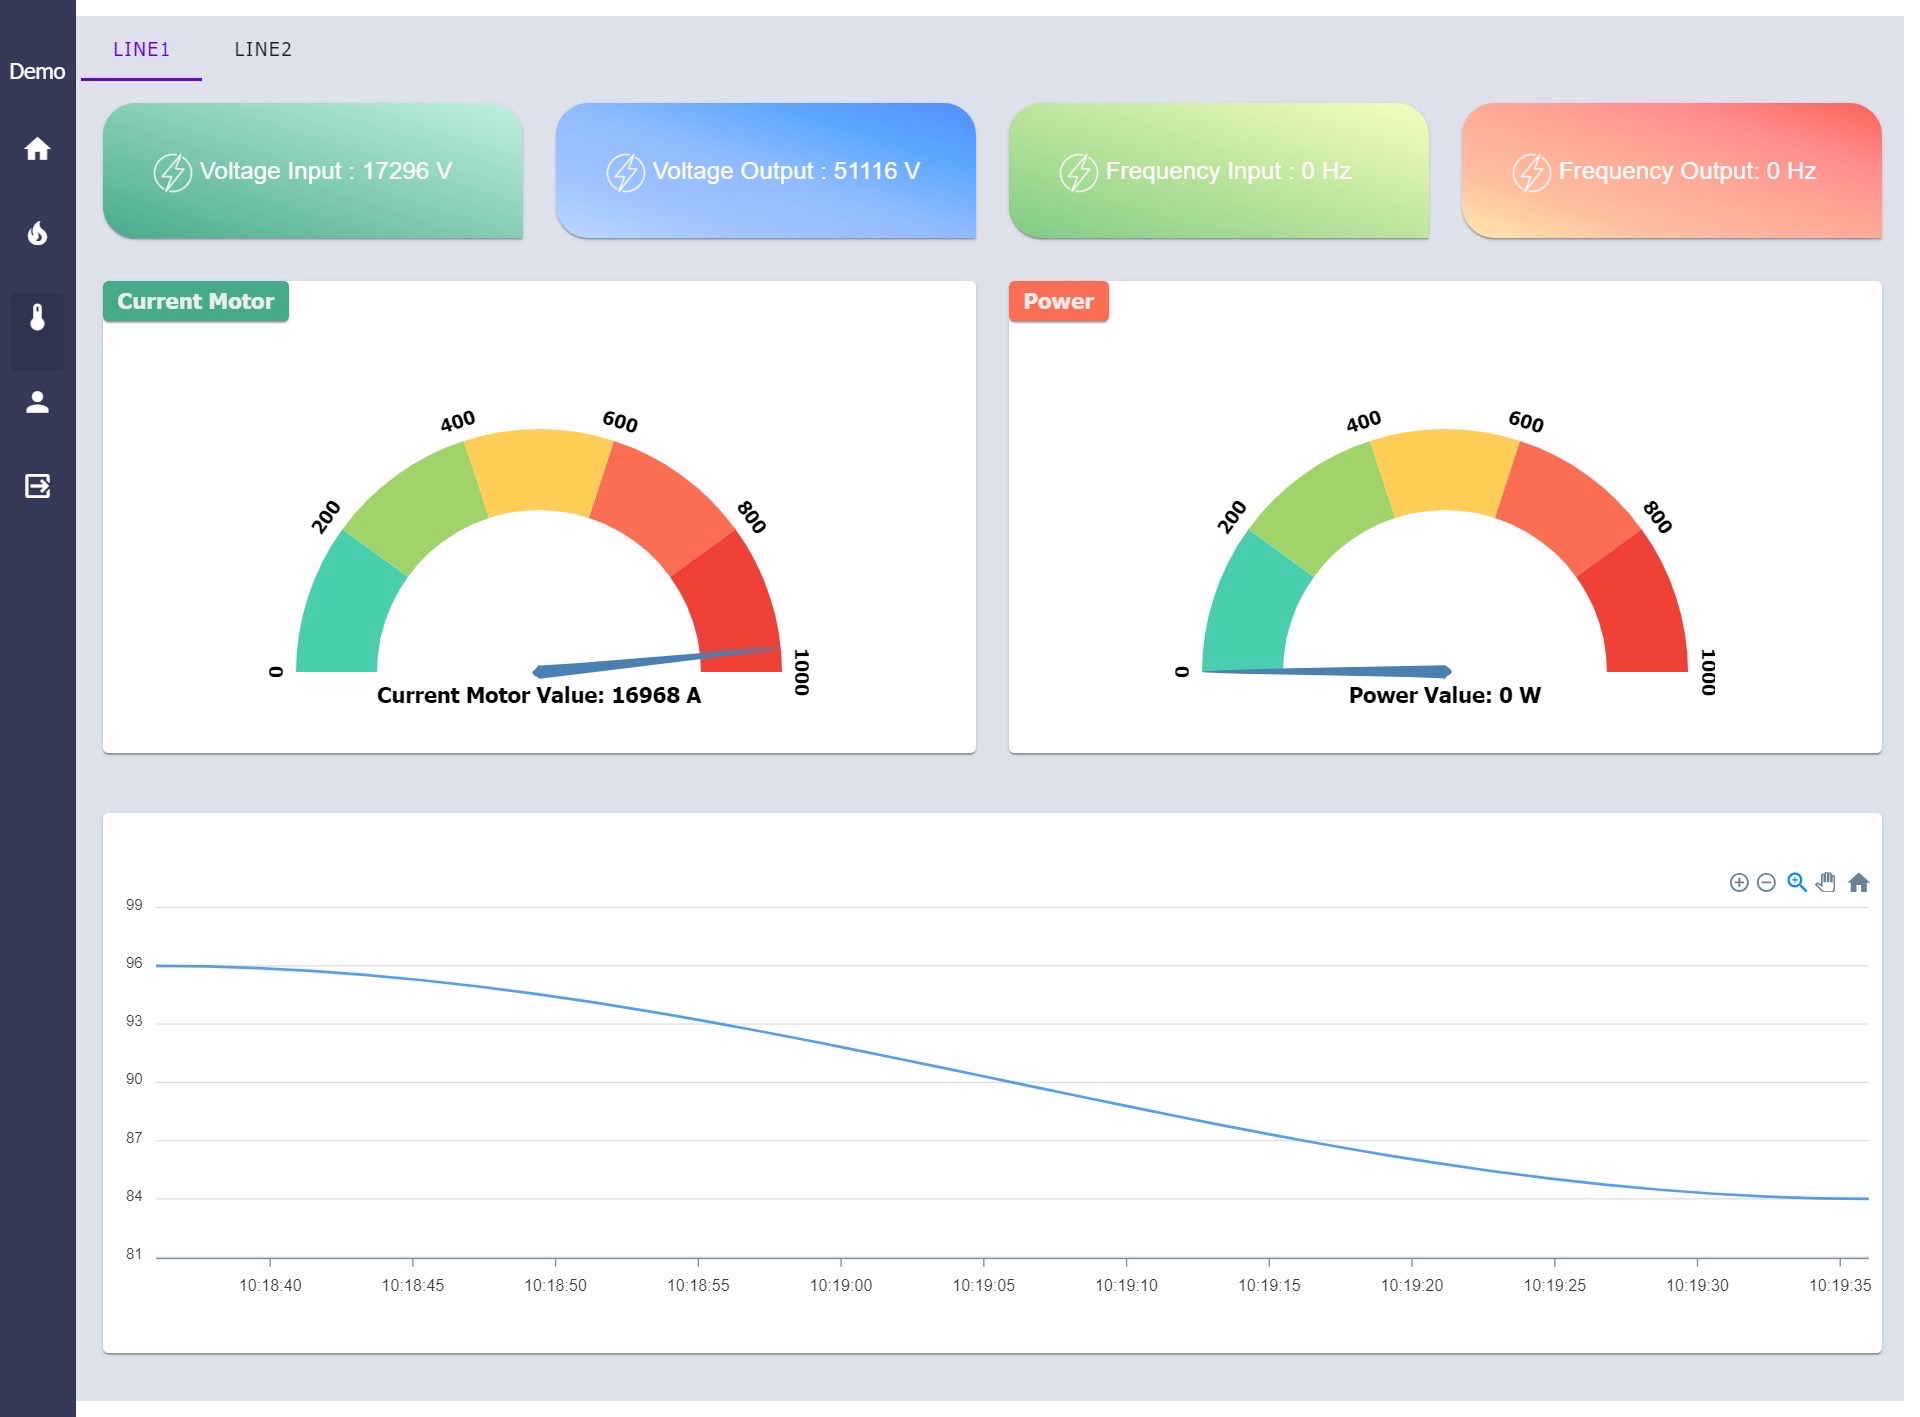 Demo
LINE1 LINE2
Voltage Input : 17296 V
Voltage Output : 51116 V
Frequency Input : 0 Hz
Frequency Output: 0 Hz
Current Motor
0
200
400
600
800
1000
Current Motor Value: 16968 A
Power
0
200
400
600
800
1000
Power Value: 0 W
99
96
93
90
87
84
81
10:18:40 10:18:45 10:18:50 10:18:55 10:19:00 10:19:05 10:19:10 10:19:15 10:19:20 10:19:25 10:19:30 10:19:35